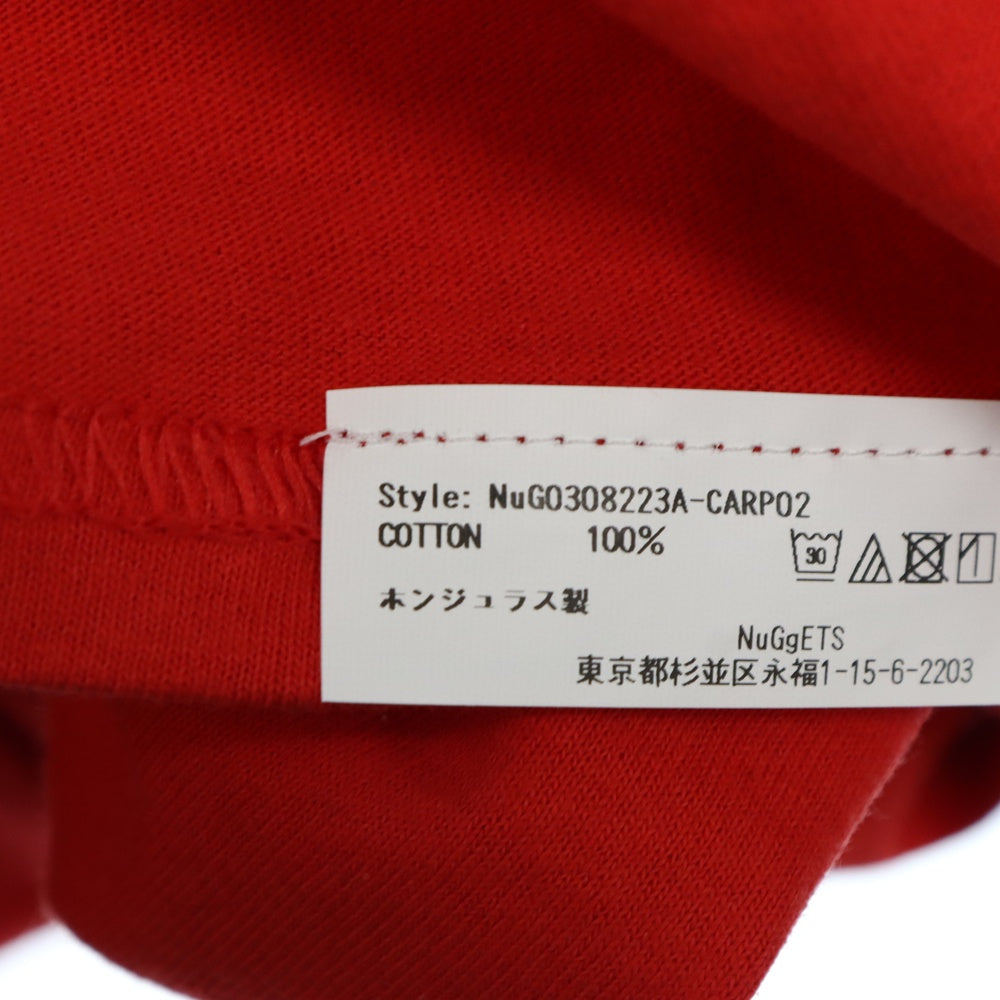 Style: NuG0308223A-CARP02
COTTON 100%
30
ホンジュラス製
NuGgETS
東京都杉並区永福1-15-6-2203